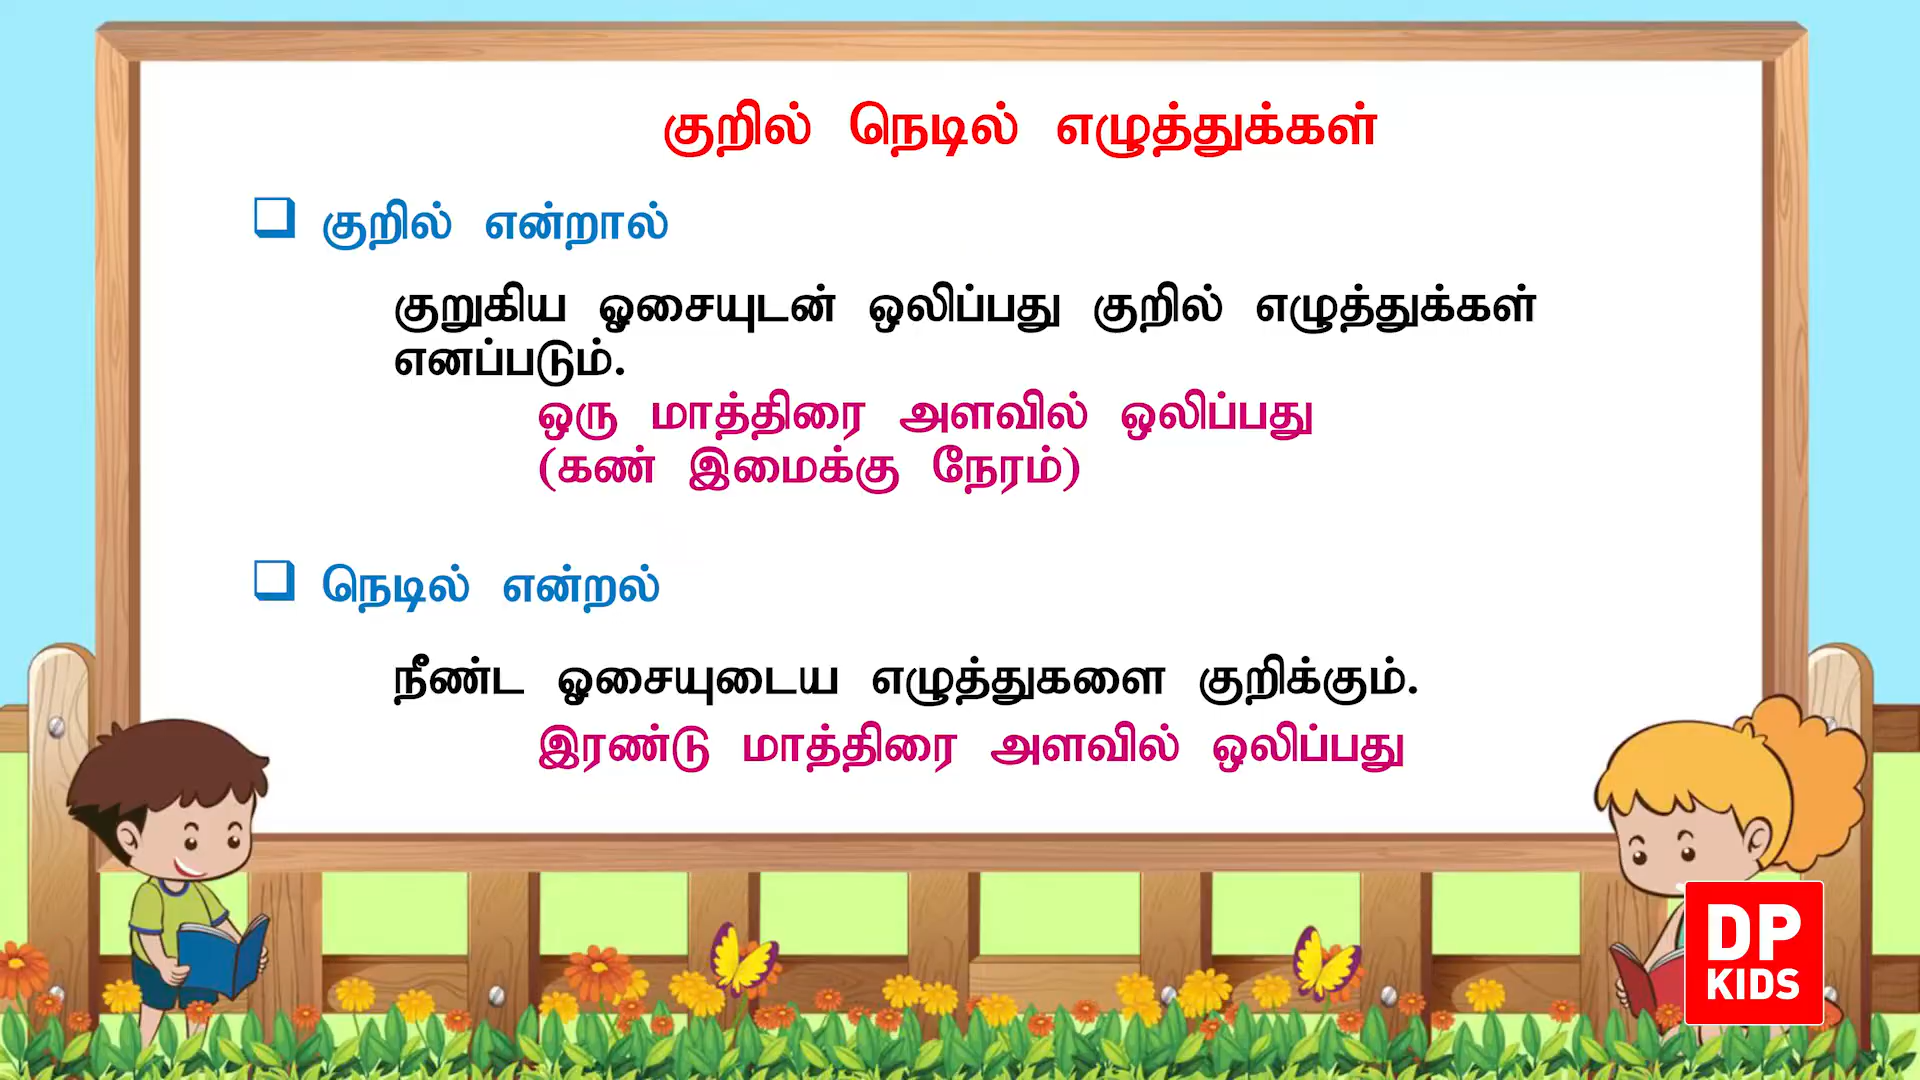 குறில் நெடில் எழுத்துக்கள்
குறில் என்றால்
குறுகிய ஓசையுடன் ஒலிப்பது குறில் எழுத்துக்கள்
எனப்படும்.
ஒரு மாத்திரை அளவில் ஒலிப்பது
(கண் இமைக்கு நேரம்)
நெடில் என்றல்
நீண்ட ஓசையுடைய எழுத்துகளை குறிக்கும்.
இரண்டு மாத்திரை அளவில் ஒலிப்பது
DP
KIDS